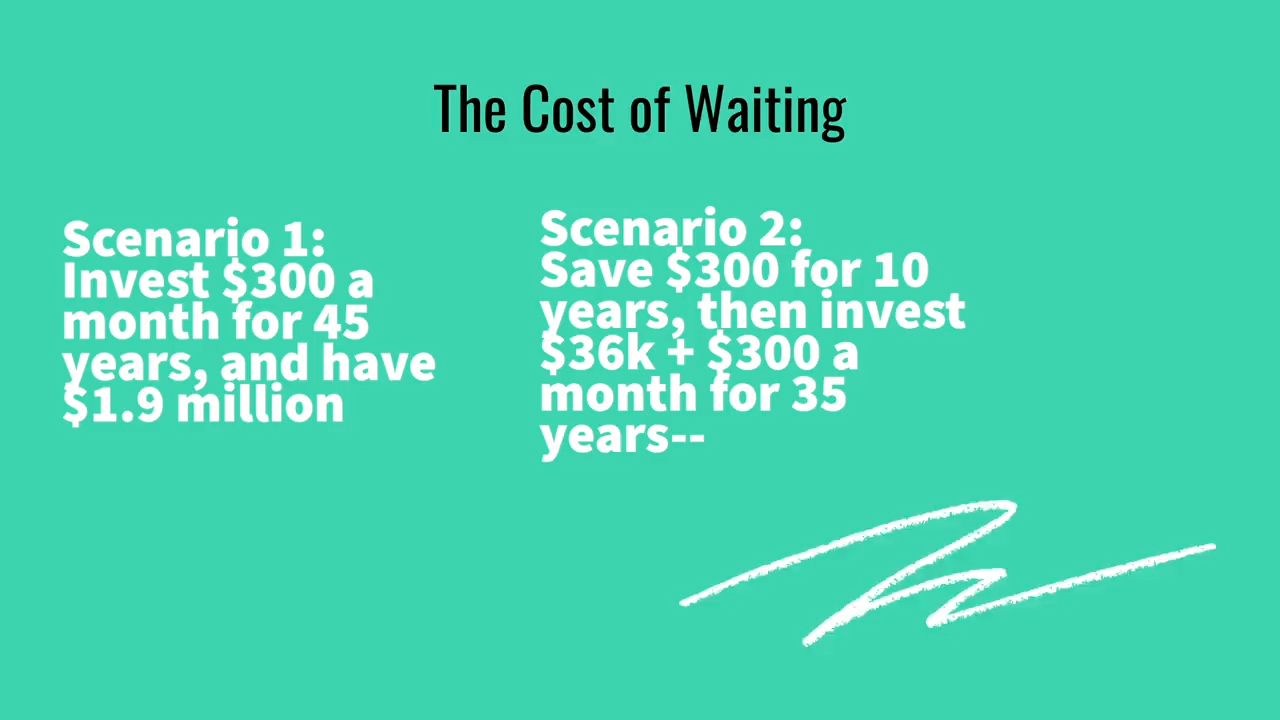 The Cost of Waiting
Scenario 1:
Invest $300 a
month for 45
years, and have
$1.9 million
Scenario 2:
Save $300 for 10
years, then invest
$36k + $300 a
month for 35
years--